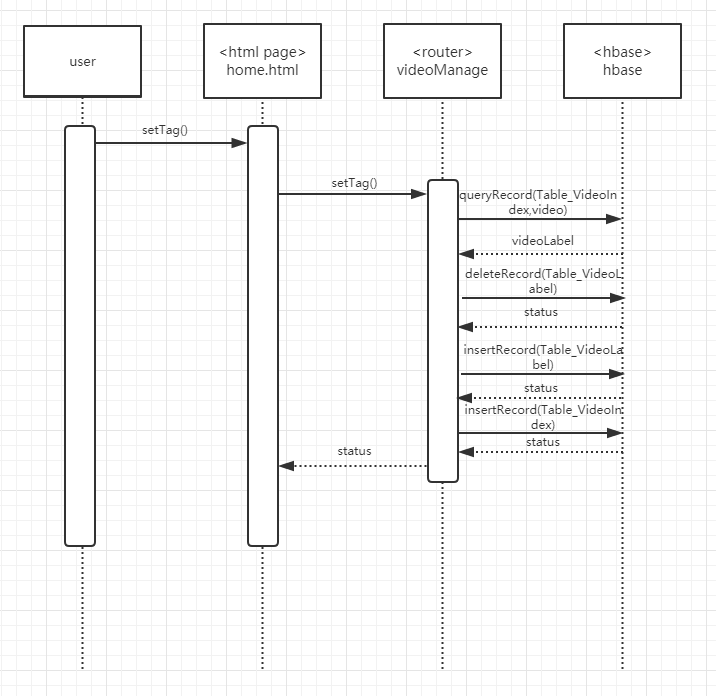 user
<html page>
home.html
<router>
videoManage
<hbase>
hbase
setTag()
setTag()
queryRecord(Table_VideoIn
dex,video)
videoLabel
deleteRecord(Table_VideoL
abel)
status
insertRecord(Table_VideoLa
bel)
status
insertRecord(Table_VideoIn
dex)
status
status